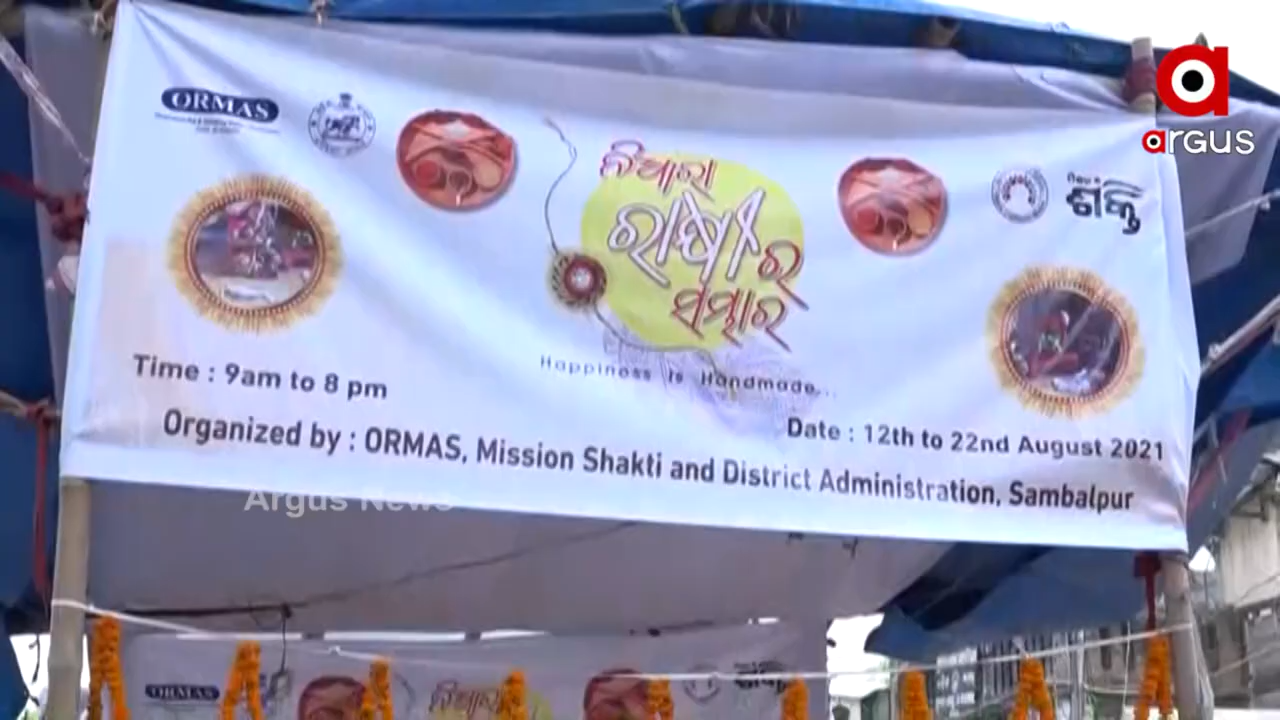 argus
ORMAS
ନିଆରା
ରାକ୍ଷୀର
ସମ୍ଭାର
ଶକ୍ତି
Happiness is Handmade...
Time : 9am to 8 pm
Date : 12th to 22nd August 2021
Organized by : ORMAS, Mission Shakti and District Administration, Sambalpur
Argus News
ORMAS